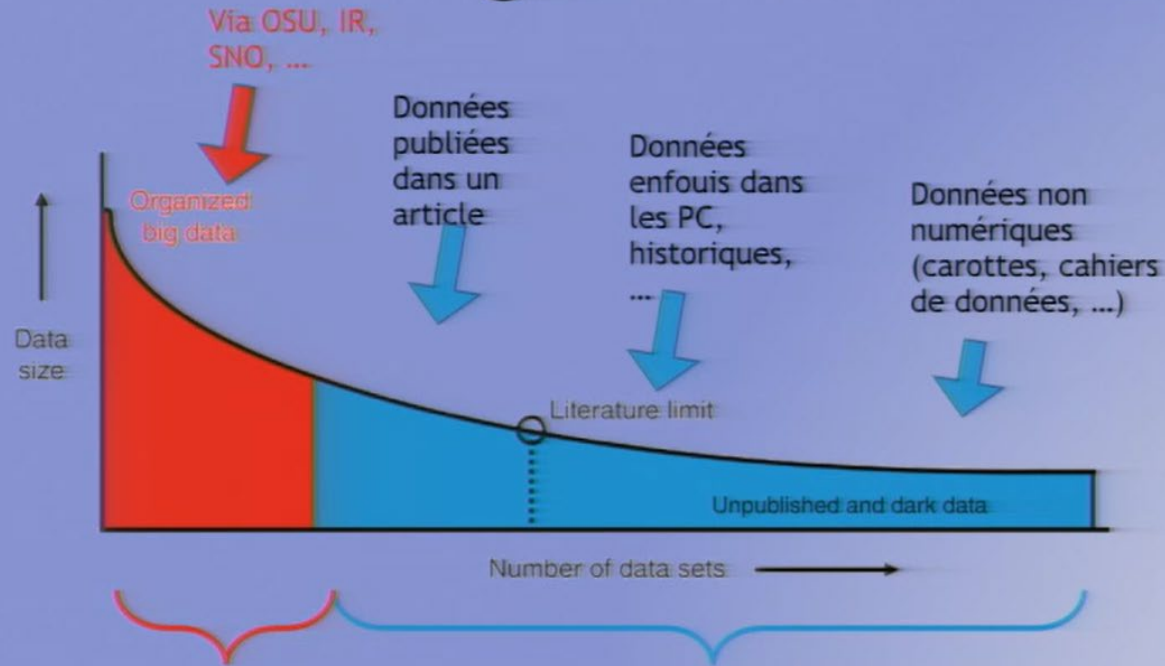 Via OSU, IR,
SNO, ...
Données
publiées
dans un
article
Données
enfouis dans
les PC,
historiques,
...
Données non
numériques
(carottes, cahiers
de données, ...)
Organized
big data
Data
size
Literature limit
Unpublished and dark data
Number of data sets